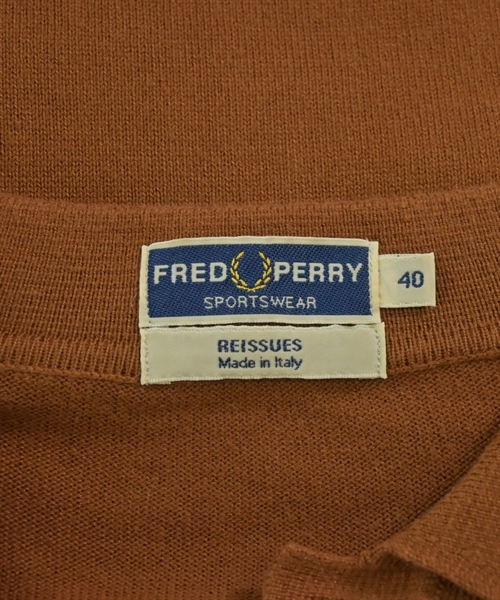 FRED PERRY
SPORTSWEAR
40
REISSUES
Made in Italy